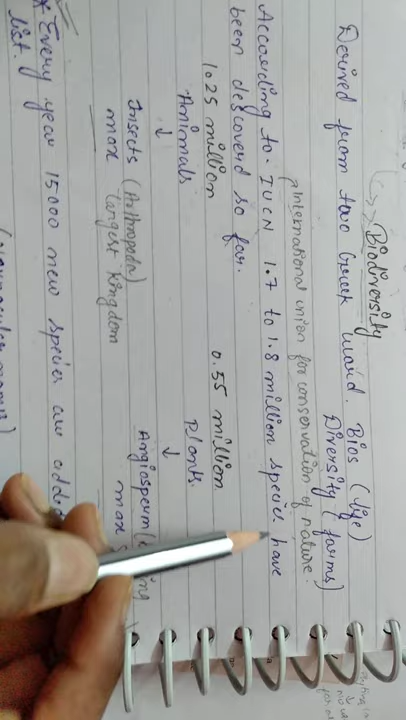 Biodiversity
Derived from two Greek word. Bios (life)
Diversity (forms)
International union for conservation of nature.
According to IUCN 1.7 to 1.8 million species have
been descoverd so far.
1.25 million 0.55 million
Animals Plants.
↓ ↓
Insects (Arthropoda) Angiosperm
max largest kingdom max
* Every year 15000 new species are added
list.